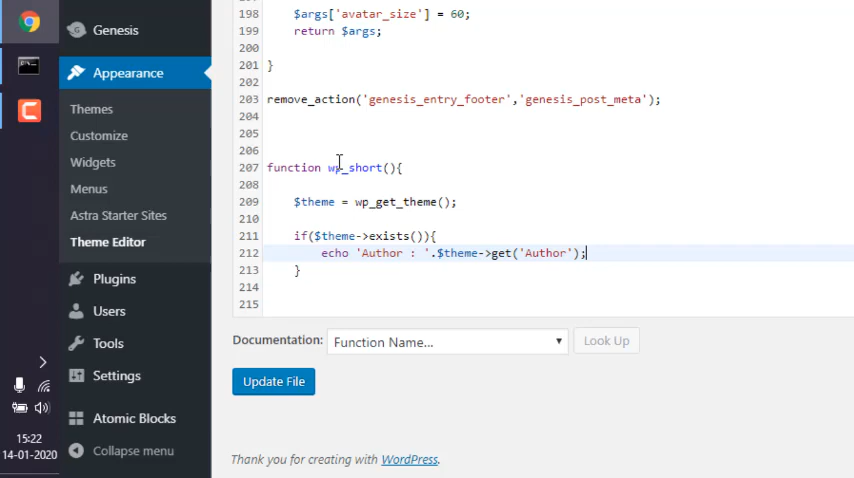 Genesis
Appearance
Themes
Customize
Widgets
Menus
Astra Starter Sites
Theme Editor
Plugins
Users
Tools
Settings
Atomic Blocks
Collapse menu
15:22
14-01-2020
198 $args['avatar_size'] = 60;
199 return $args;
200
201 }
202
203 remove_action('genesis_entry_footer','genesis_post_meta');
204
205
206
207 function wp_short(){
208
209 $theme = wp_get_theme();
210
211 if($theme->exists()){
212 echo 'Author : '.$theme->get('Author');
213 }
214
215
Documentation: Function Name... Look Up
Update File
Thank you for creating with WordPress.